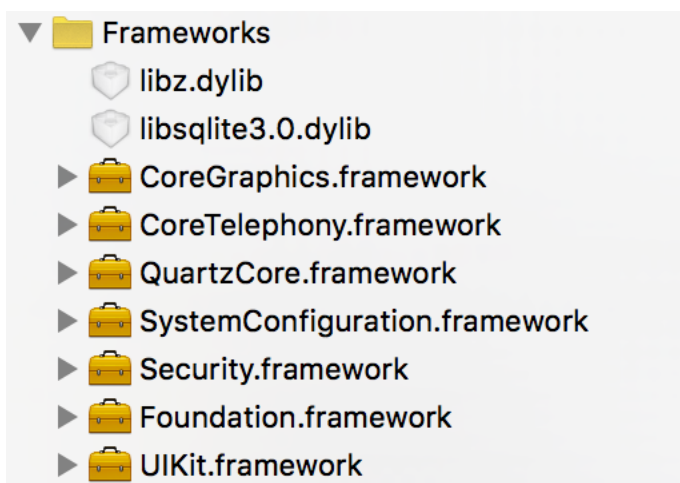 Frameworks
libz.dylib
libsqlite3.0.dylib
CoreGraphics.framework
CoreTelephony.framework
QuartzCore.framework
SystemConfiguration.framework
Security.framework
Foundation.framework
UIKit.framework